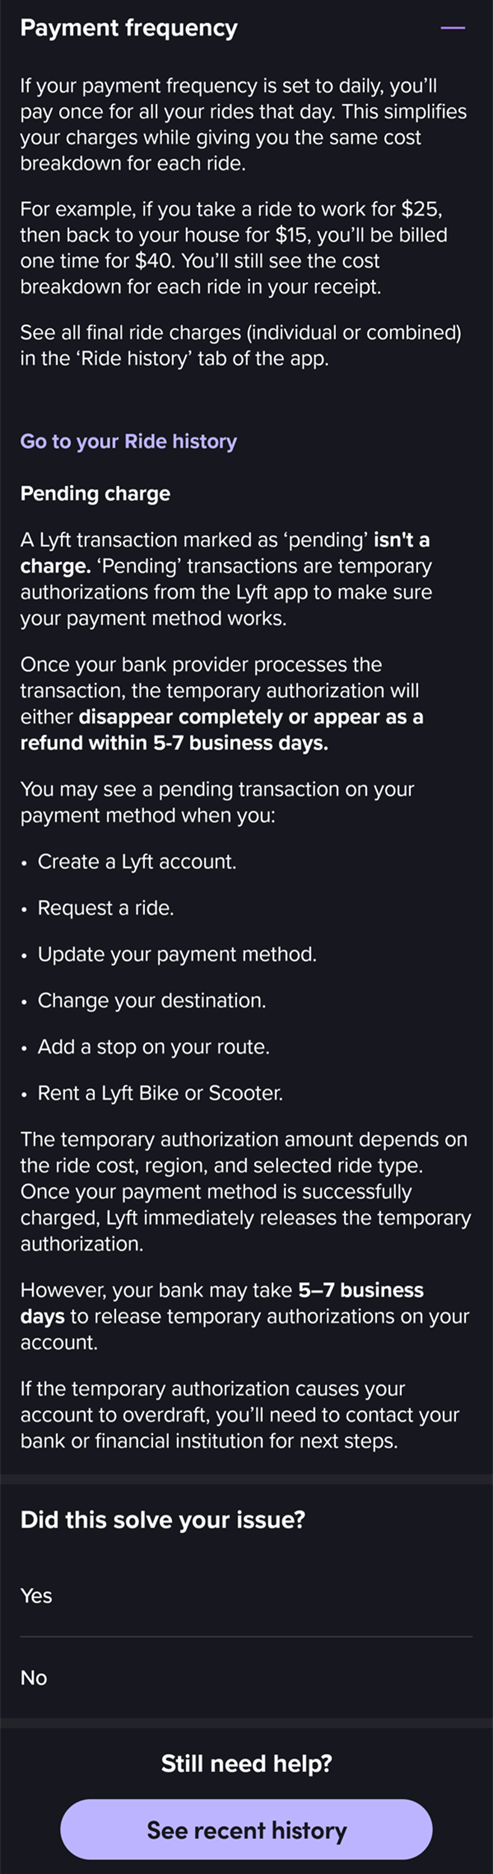 Payment frequency
If your payment frequency is set to daily, you’ll
pay once for all your rides that day. This simplifies
your charges while giving you the same cost
breakdown for each ride.
For example, if you take a ride to work for $25,
then back to your house for $15, you’ll be billed
one time for $40. You’ll still see the cost
breakdown for each ride in your receipt.
See all final ride charges (individual or combined)
in the ‘Ride history’ tab of the app.
Go to your Ride history
Pending charge
A Lyft transaction marked as ‘pending’ isn't a
charge. ‘Pending’ transactions are temporary
authorizations from the Lyft app to make sure
your payment method works.
Once your bank provider processes the
transaction, the temporary authorization will
either disappear completely or appear as a
refund within 5-7 business days.
You may see a pending transaction on your
payment method when you:
• Create a Lyft account.
• Request a ride.
• Update your payment method.
• Change your destination.
• Add a stop on your route.
• Rent a Lyft Bike or Scooter.
The temporary authorization amount depends on
the ride cost, region, and selected ride type.
Once your payment method is successfully
charged, Lyft immediately releases the temporary
authorization.
However, your bank may take 5–7 business
days to release temporary authorizations on your
account.
If the temporary authorization causes your
account to overdraft, you’ll need to contact your
bank or financial institution for next steps.
Did this solve your issue?
Yes
No
Still need help?
See recent history